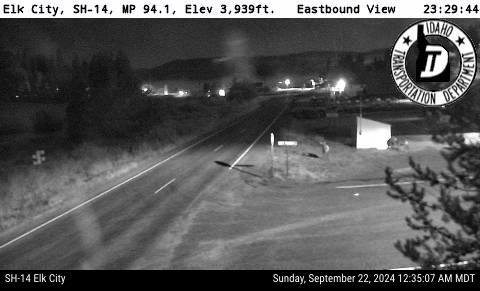 Elk City, SH-14, MP 94.1, Elev 3,939ft. Eastbound View 23:29:44
IDAHO
TRANSPORTATION DEPARTMENT
SH-14 Elk City Sunday, September 22, 2024 12:35:07 AM MDT